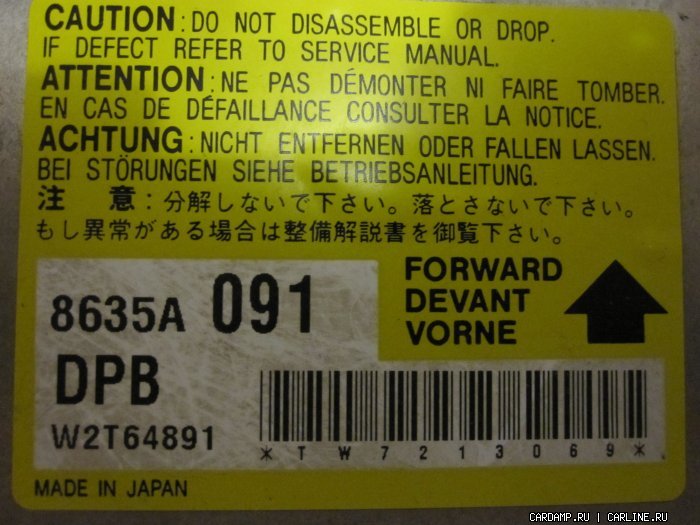 CAUTION : DO NOT DISASSEMBLE OR DROP.
IF DEFECT REFER TO SERVICE MANUAL.
ATTENTION : NE PAS DÉMONTER NI FAIRE TOMBER.
EN CAS DE DÉFAILLANCE CONSULTER LA NOTICE.
ACHTUNG : NICHT ENTFERNEN ODER FALLEN LASSEN.
BEI STÖRUNGEN SIEHE BETRIEBSANLEITUNG.
注 意：分解しないで下さい。落とさないで下さい。
もし異常がある場合は整備解説書を御覧下さい。
8635A 091
DPB
W2T64891
FORWARD
DEVANT
VORNE
*TW7213069*
MADE IN JAPAN
CARDAMP.RU | CARLINE.RU